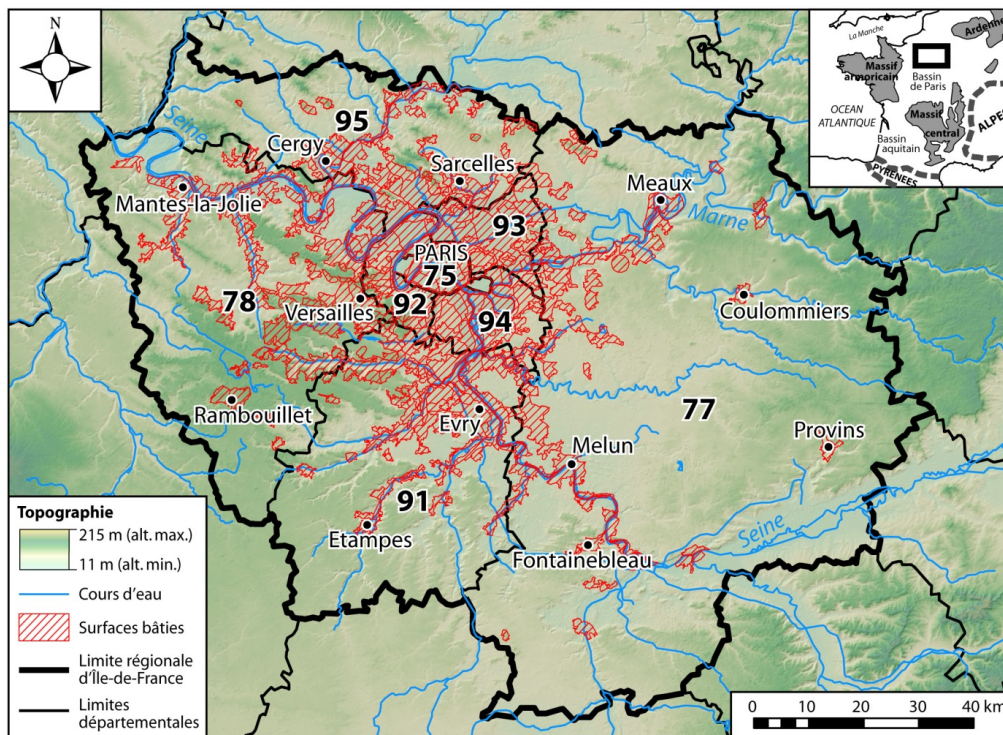 N
La Manche
Ardenne
Massif
armoricain
Bassin
de Paris
OCEAN
ATLANTIQUE
Massif
central
ALPES
Bassin
aquitain
PYRENEES
Seine
95
Cergy
Sarcelles
Meaux
Mantes-la-Jolie
Marne
93
PARIS
75
78
Versailles
92
94
Coulommiers
Rambouillet
Evry
77
Provins
Melun
91
Etampes
Seine
Fontainebleau
Topographie
215 m (alt. max.)
11 m (alt. min.)
Cours d'eau
Surfaces bâties
Limite régionale
d'Île-de-France
Limites
départementales
0 10 20 30 40 km